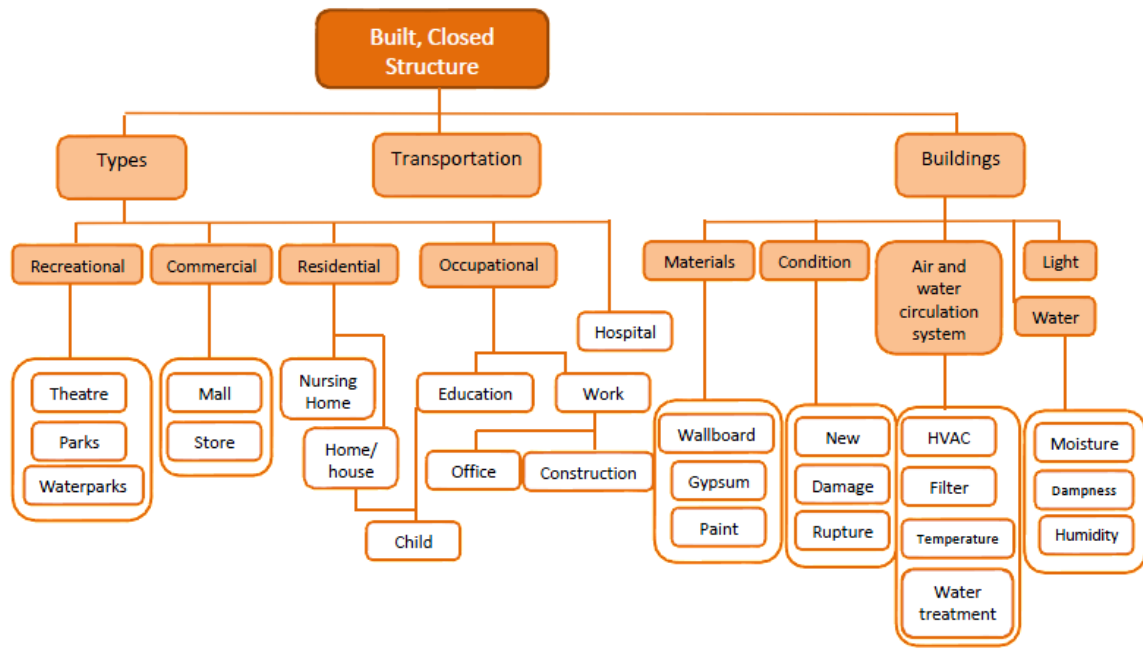 Built, Closed
Structure
Types
Transportation
Buildings
Recreational
Commercial
Residential
Occupational
Hospital
Materials
Condition
Air and
water
circulation
system
Light
Water
Theatre
Parks
Waterparks
Mall
Store
Nursing
Home
Home/
house
Education
Work
Office
Construction
Child
Wallboard
Gypsum
Paint
New
Damage
Rupture
HVAC
Filter
Temperature
Water
treatment
Moisture
Dampness
Humidity